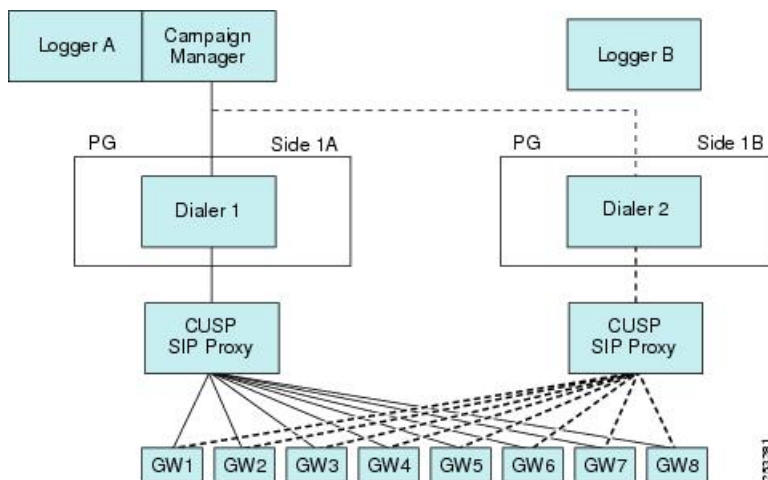 Logger A
Campaign
Manager
Logger B
PG
Side 1A
PG
Side 1B
Dialer 1
Dialer 2
CUSP
SIP Proxy
CUSP
SIP Proxy
GW1
GW2
GW3
GW4
GW5
GW6
GW7
GW8